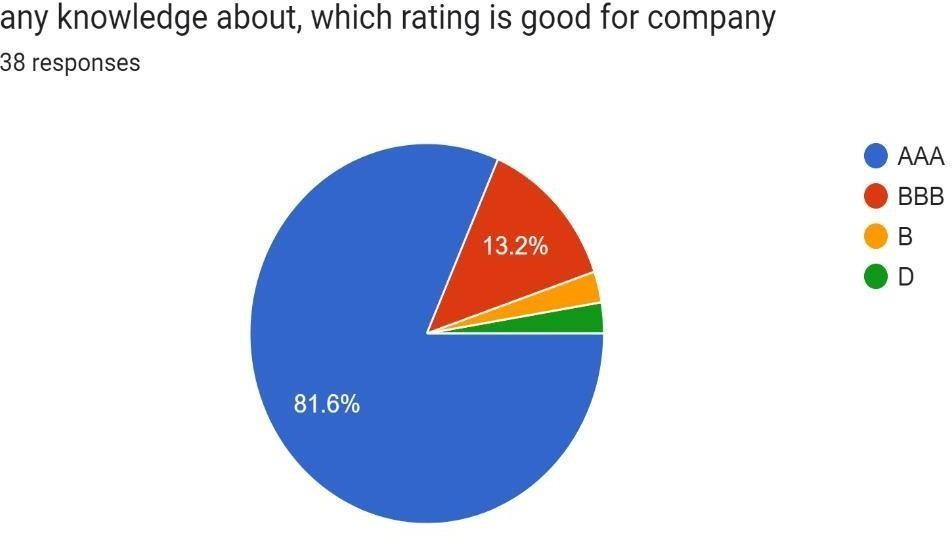 any knowledge about, which rating is good for company
38 responses
AAA
BBB
B
D
13.2%
81.6%